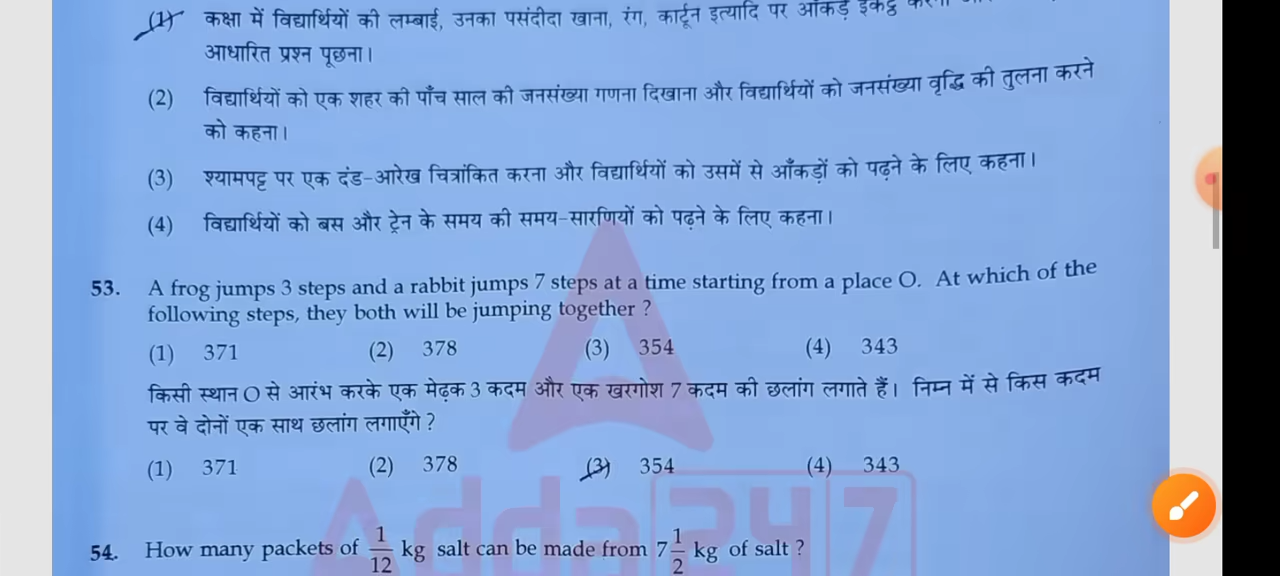 (1) कक्षा में विद्यार्थियों की लम्बाई, उनका पसंदीदा खाना, रंग, कार्टून इत्यादि पर आँकड़े इकट्ठे करना
आधारित प्रश्न पूछना।
(2) विद्यार्थियों को एक शहर की पाँच साल की जनसंख्या गणना दिखाना और विद्यार्थियों को जनसंख्या वृद्धि की तुलना करने
को कहना।
(3) श्यामपट्ट पर एक दंड-आरेख चित्रांकित करना और विद्यार्थियों को उसमें से आँकड़ों को पढ़ने के लिए कहना।
(4) विद्यार्थियों को बस और ट्रेन के समय की समय-सारणियों को पढ़ने के लिए कहना।
53. A frog jumps 3 steps and a rabbit jumps 7 steps at a time starting from a place O. At which of the
following steps, they both will be jumping together ?
(1) 371 (2) 378 (3) 354 (4) 343
किसी स्थान O से आरंभ करके एक मेढ़क 3 कदम और एक खरगोश 7 कदम की छलांग लगाते हैं। निम्न में से किस कदम
पर वे दोनों एक साथ छलांग लगाएँगे ?
(1) 371 (2) 378 (3) 354 (4) 343
54. How many packets of 1/12 kg salt can be made from 7 1/2 kg of salt ?
Adda247